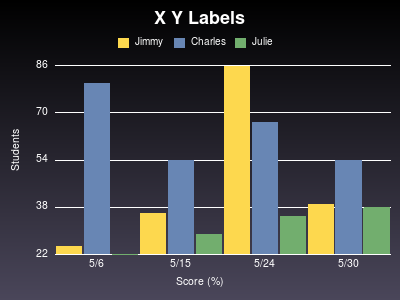 X Y Labels
Jimmy Charles Julie
86
70
54
38
22
Students
5/6 5/15 5/24 5/30
Score (%)